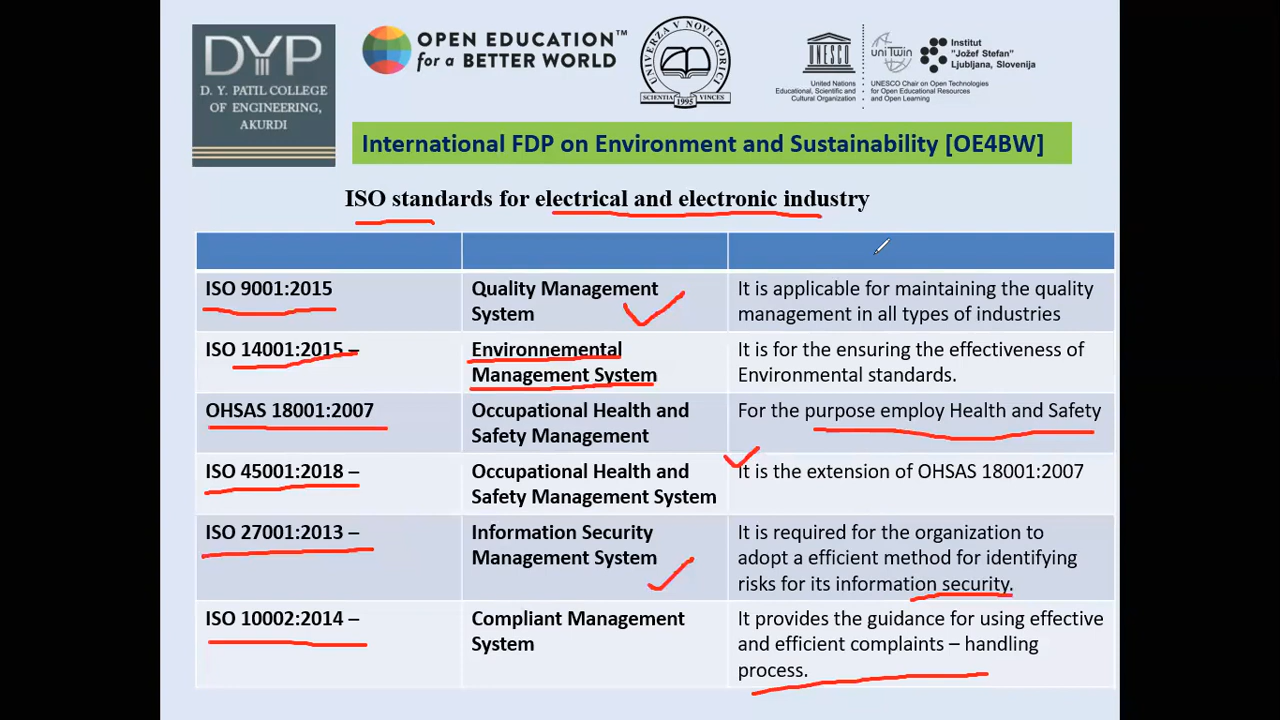 DYP
D. Y. PATIL COLLEGE
OF ENGINEERING,
AKURDI
OPEN EDUCATION™
for a BETTER WORLD
UNIVERZA V NOVI GORICI
SCIENTIA VINCES
1995
UNESCO
United Nations
Educational, Scientific and
Cultural Organization
uniTwin
Institut
"Jožef Stefan"
Ljubljana, Slovenija
UNESCO Chair on Open Technologies
for Open Educational Resources
and Open Learning
International FDP on Environment and Sustainability [OE4BW]
ISO standards for electrical and electronic industry
ISO 9001:2015
Quality Management
System
It is applicable for maintaining the quality
management in all types of industries
ISO 14001:2015 –
Environnemental
Management System
It is for the ensuring the effectiveness of
Environmental standards.
OHSAS 18001:2007
Occupational Health and
Safety Management
For the purpose employ Health and Safety
ISO 45001:2018 –
Occupational Health and
Safety Management System
It is the extension of OHSAS 18001:2007
ISO 27001:2013 –
Information Security
Management System
It is required for the organization to
adopt a efficient method for identifying
risks for its information security.
ISO 10002:2014 –
Compliant Management
System
It provides the guidance for using effective
and efficient complaints – handling
process.